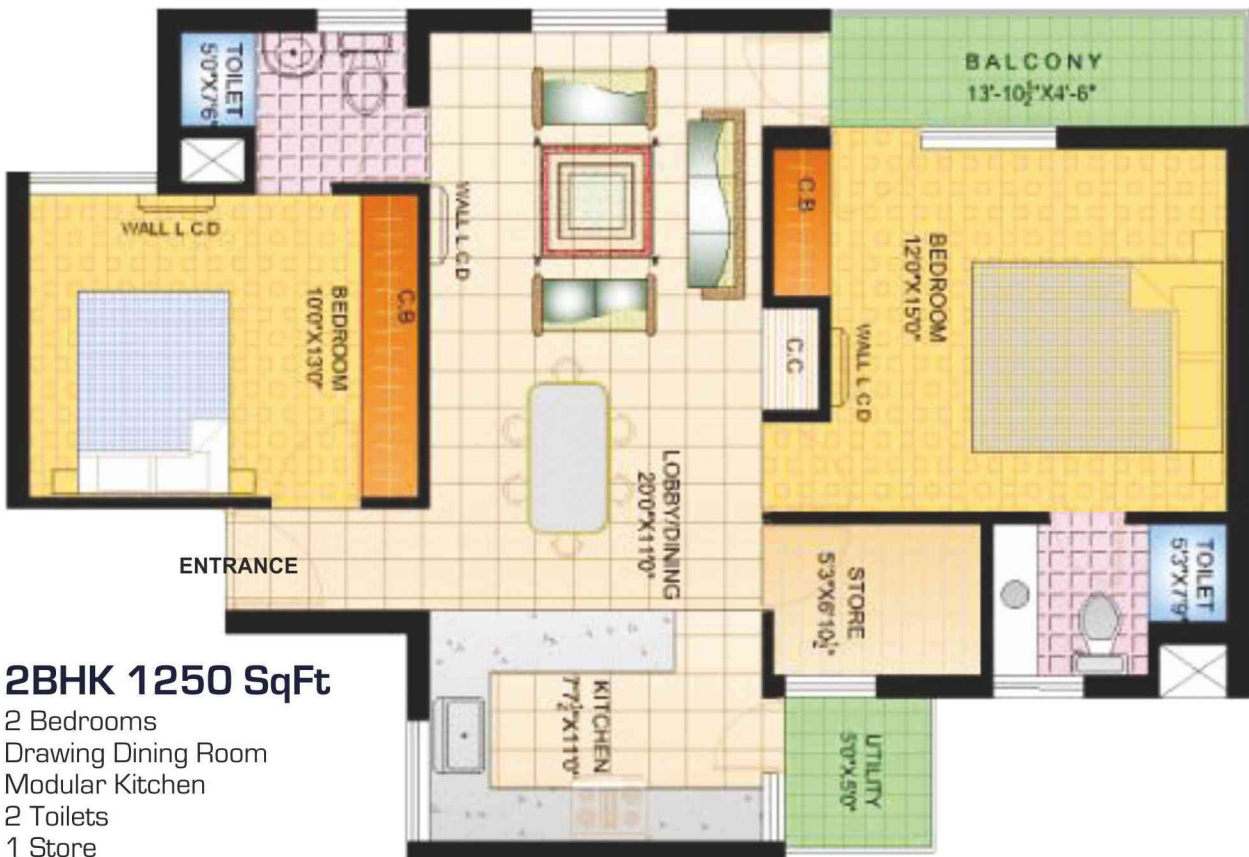 TOILET
5'0"X7'6"
BALCONY
13'-10½"X4'-6"
WALL L C.D
WALL L C.D
C.B
BEDROOM
12'0"X15'0"
BEDROOM
10'0"X13'0"
C.B
C.C
WALL L CD
LOBBY/DINING
20'0"X11'0"
ENTRANCE
STORE
5'3"X6'10½"
TOILET
5'3"X7'9"
KITCHEN
7'7½"X11'0"
UTILITY
5'0"X5'0"
2BHK 1250 SqFt
2 Bedrooms
Drawing Dining Room
Modular Kitchen
2 Toilets
1 Store